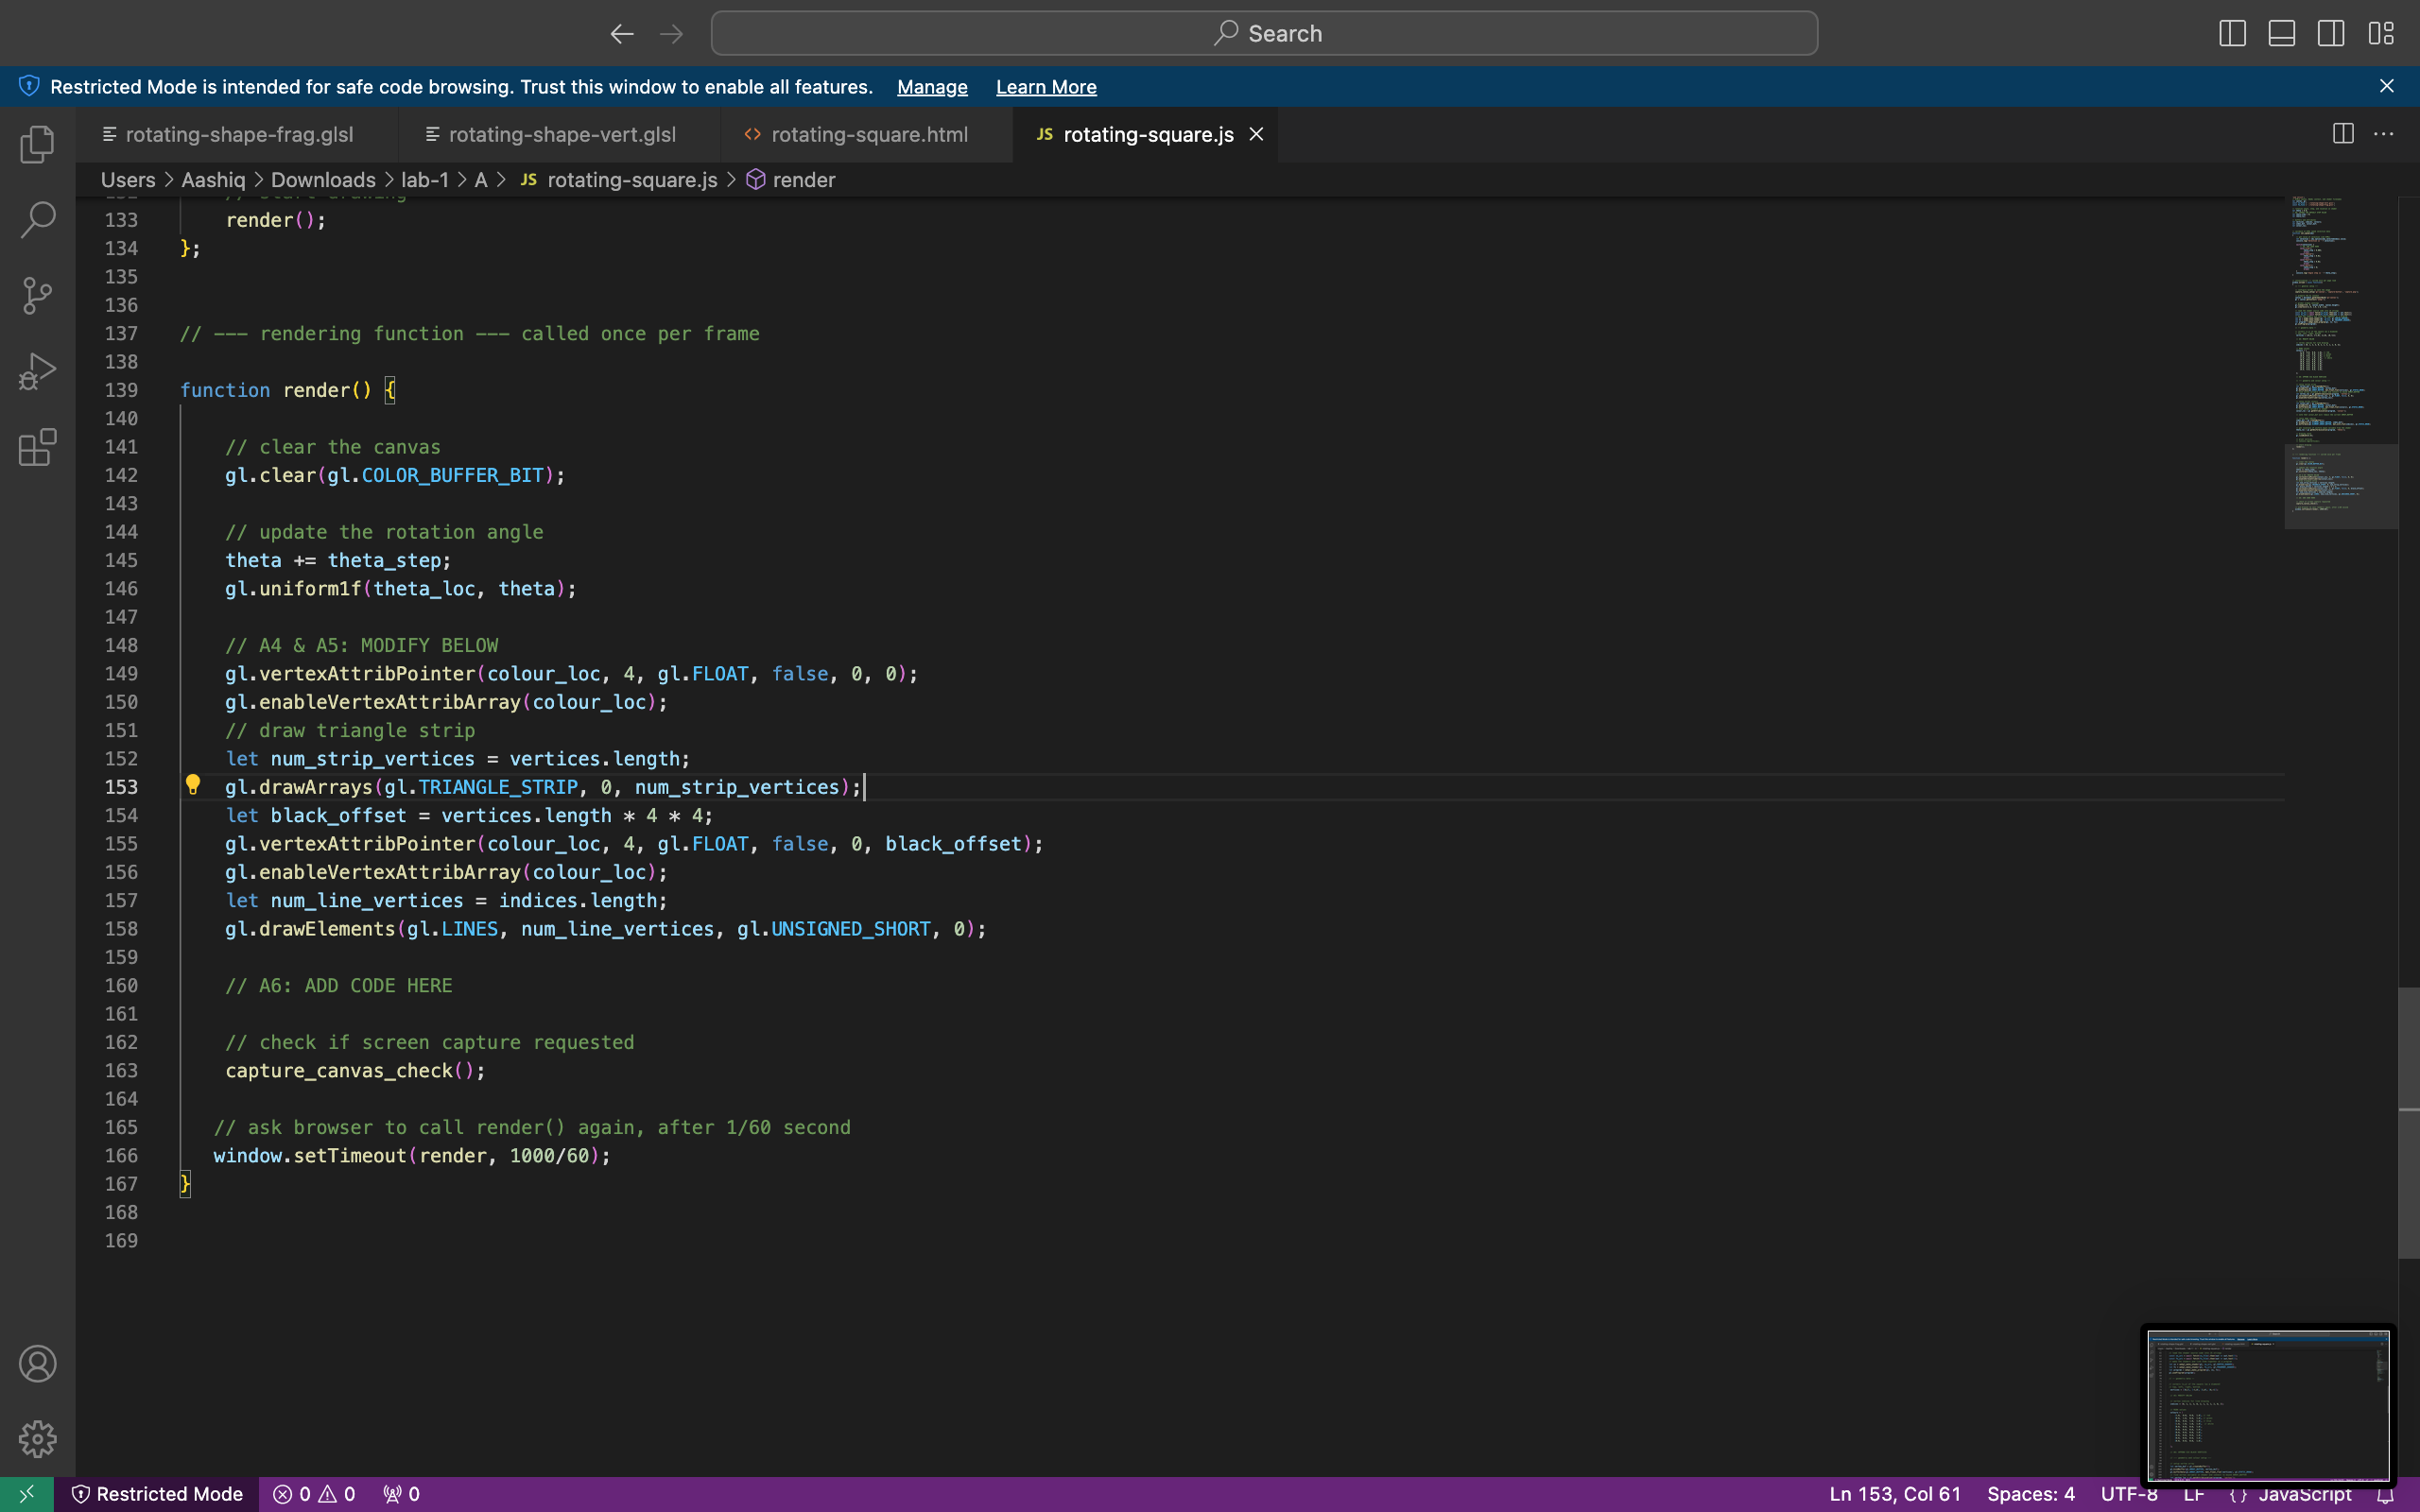 Search
Restricted Mode is intended for safe code browsing. Trust this window to enable all features. Manage Learn More
rotating-shape-frag.glsl rotating-shape-vert.glsl <> rotating-square.html JS rotating-square.js
Users > Aashiq > Downloads > lab-1 > A > JS rotating-square.js > render
133 render();
134 };
135
136
137 // --- rendering function --- called once per frame
138
139 function render() {
140
141 // clear the canvas
142 gl.clear(gl.COLOR_BUFFER_BIT);
143
144 // update the rotation angle
145 theta += theta_step;
146 gl.uniform1f(theta_loc, theta);
147
148 // A4 & A5: MODIFY BELOW
149 gl.vertexAttribPointer(colour_loc, 4, gl.FLOAT, false, 0, 0);
150 gl.enableVertexAttribArray(colour_loc);
151 // draw triangle strip
152 let num_strip_vertices = vertices.length;
153 gl.drawArrays(gl.TRIANGLE_STRIP, 0, num_strip_vertices);
154 let black_offset = vertices.length * 4 * 4;
155 gl.vertexAttribPointer(colour_loc, 4, gl.FLOAT, false, 0, black_offset);
156 gl.enableVertexAttribArray(colour_loc);
157 let num_line_vertices = indices.length;
158 gl.drawElements(gl.LINES, num_line_vertices, gl.UNSIGNED_SHORT, 0);
159
160 // A6: ADD CODE HERE
161
162 // check if screen capture requested
163 capture_canvas_check();
164
165 // ask browser to call render() again, after 1/60 second
166 window.setTimeout(render, 1000/60);
167 }
168
169
Restricted Mode 0 0 0 Ln 153, Col 61 Spaces: 4 UTF-8 LF {} JavaScript